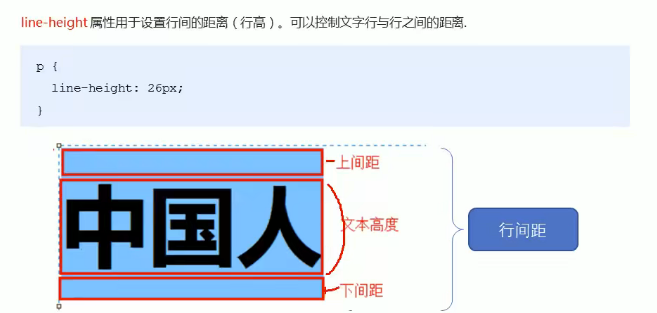 line-height 属性用于设置行间的距离（行高）。可以控制文字行与行之间的距离.
p {
line-height: 26px;
}
上间距
中国人
文本高度
行间距
下间距